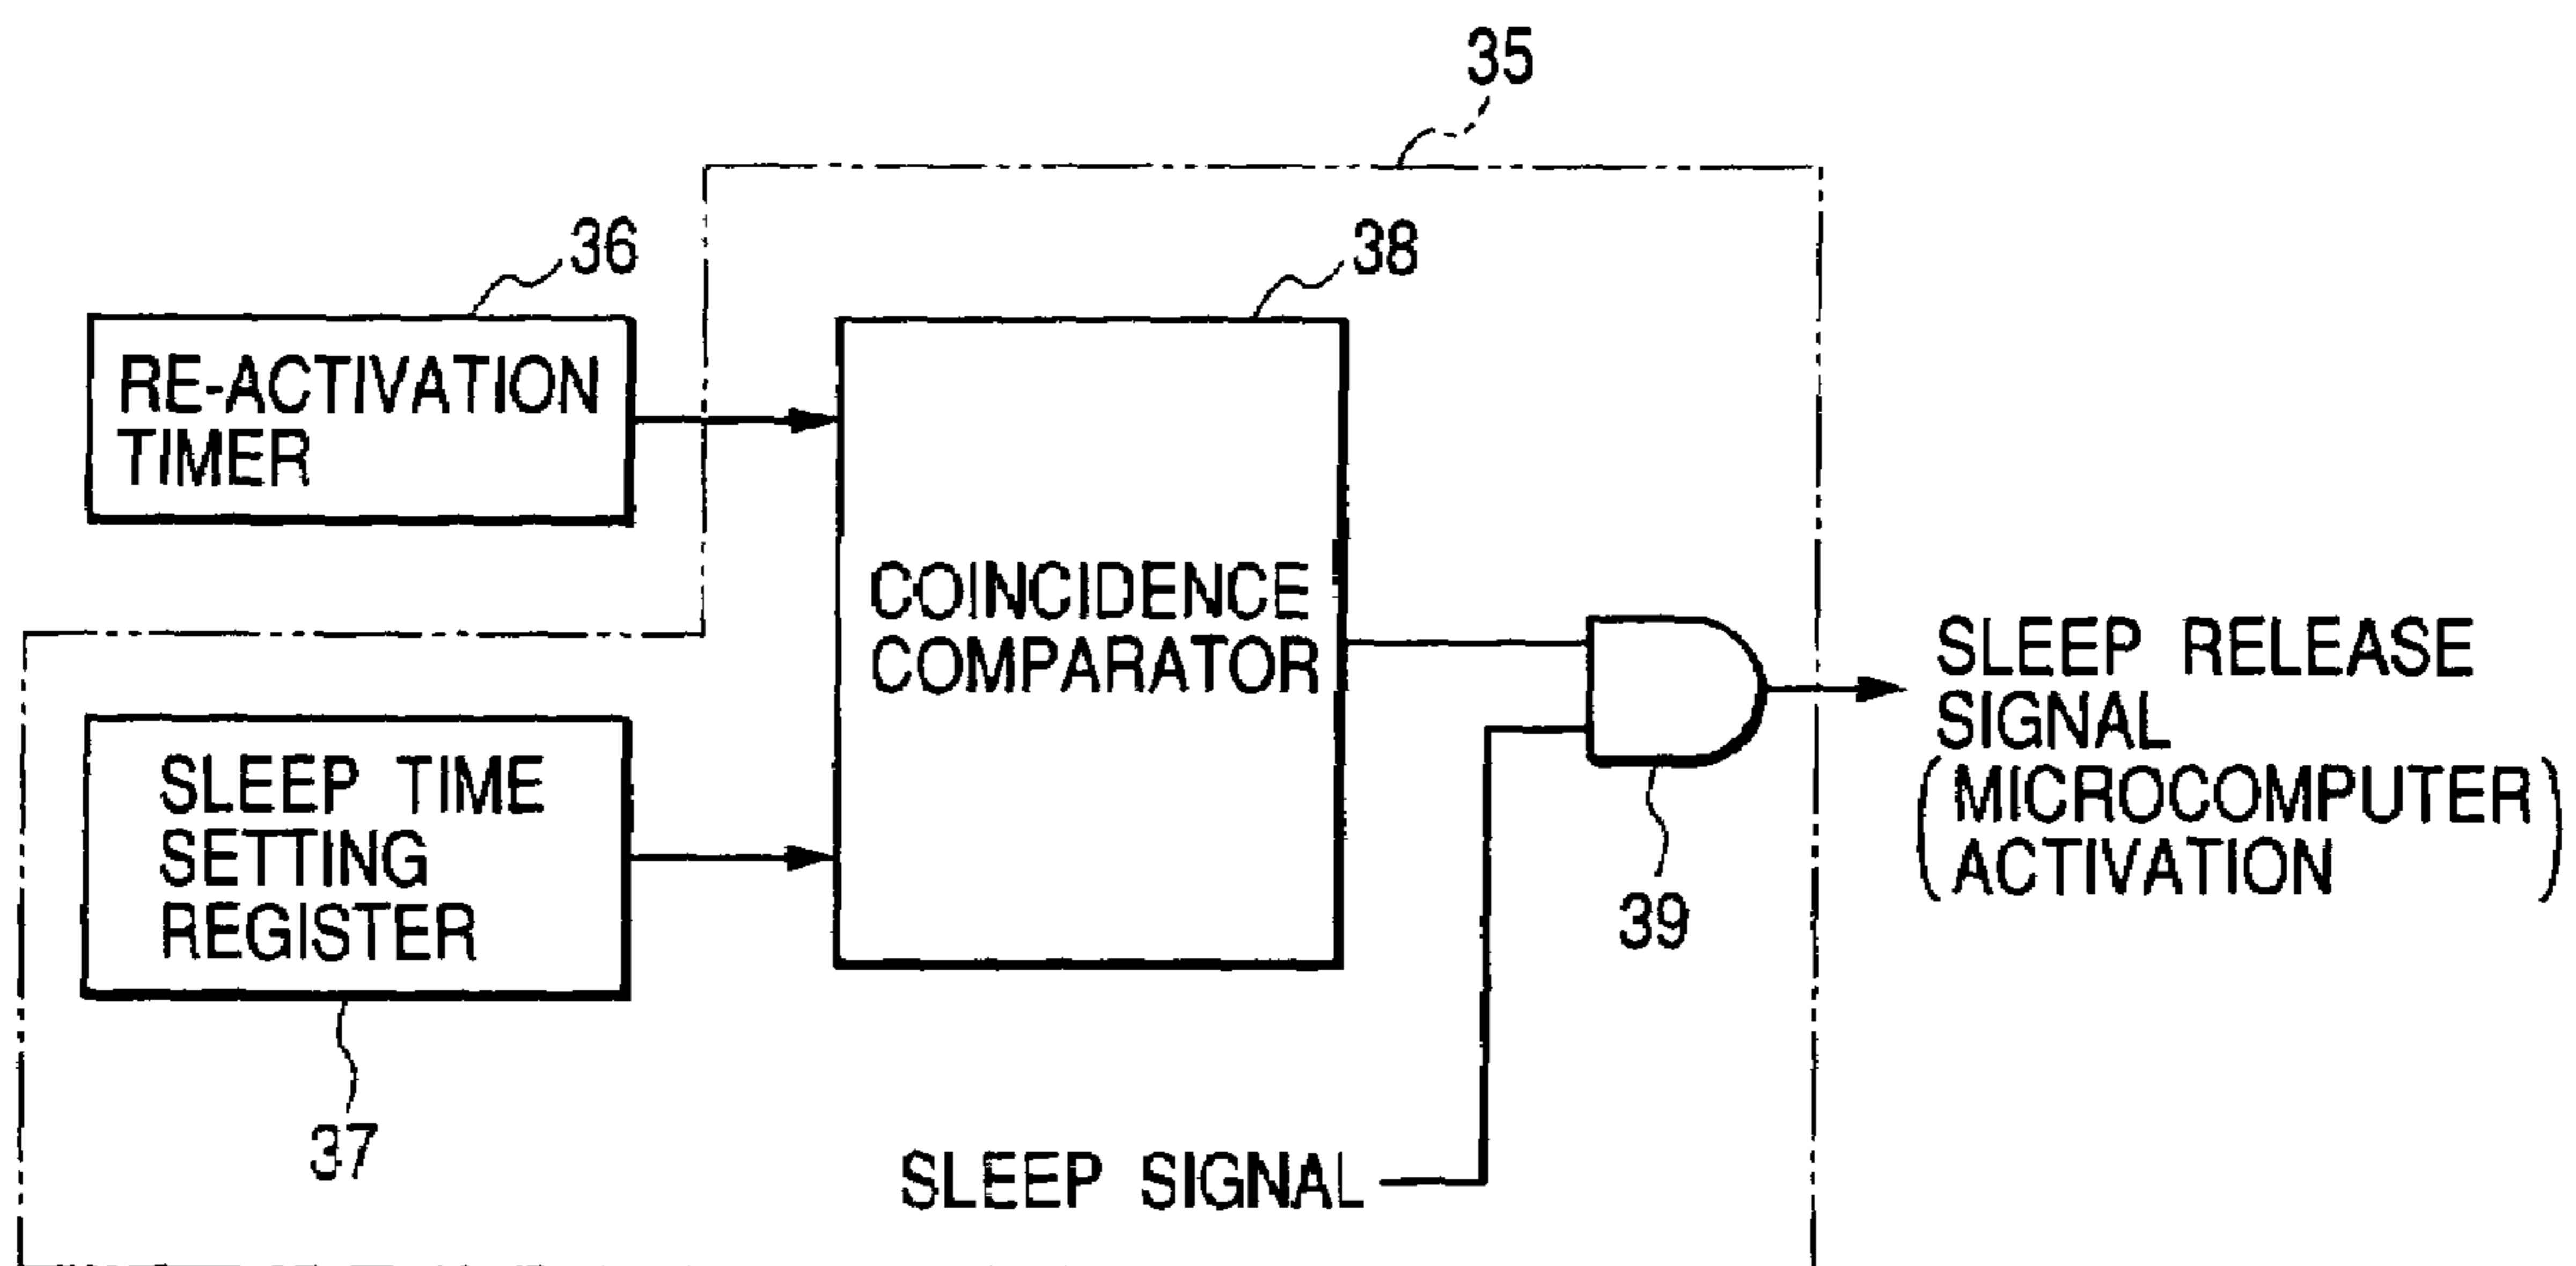 35
36
38
RE-ACTIVATION
TIMER
COINCIDENCE
COMPARATOR
SLEEP RELEASE
SIGNAL
(MICROCOMPUTER
ACTIVATION)
SLEEP TIME
SETTING
REGISTER
39
37
SLEEP SIGNAL